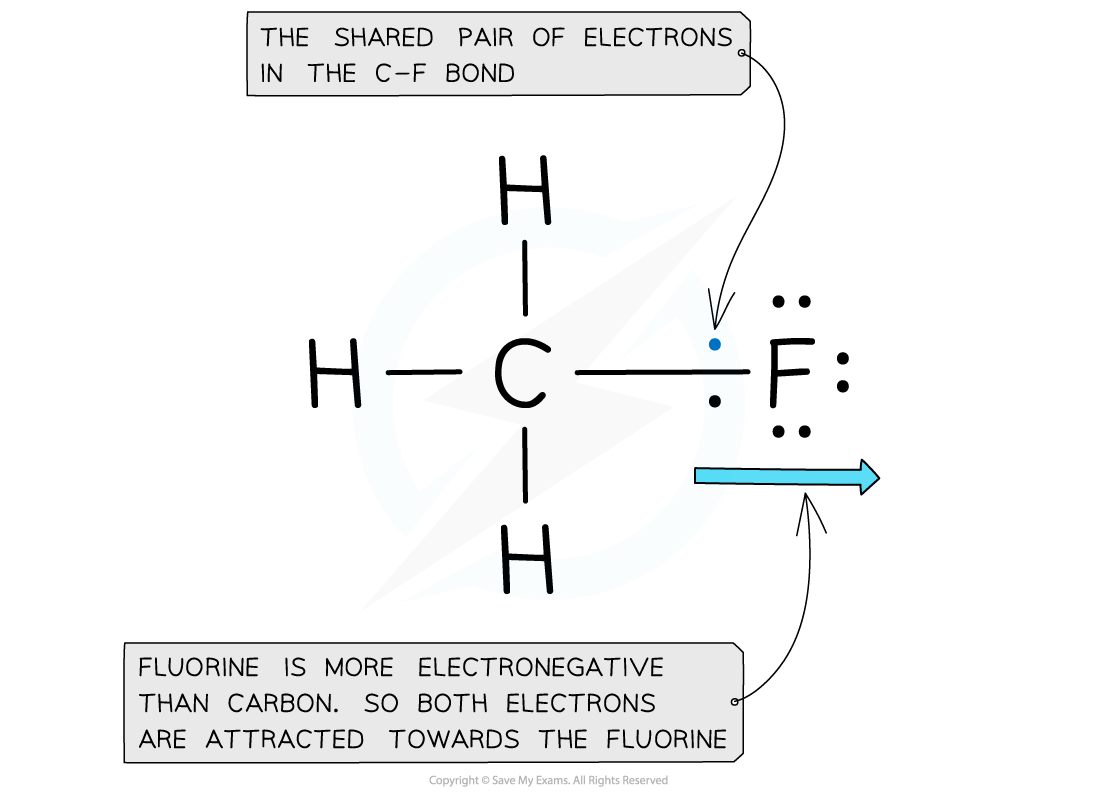 THE SHARED PAIR OF ELECTRONS
IN THE C–F BOND
H
H C F
H
FLUORINE IS MORE ELECTRONEGATIVE
THAN CARBON. SO BOTH ELECTRONS
ARE ATTRACTED TOWARDS THE FLUORINE
Copyright © Save My Exams. All Rights Reserved